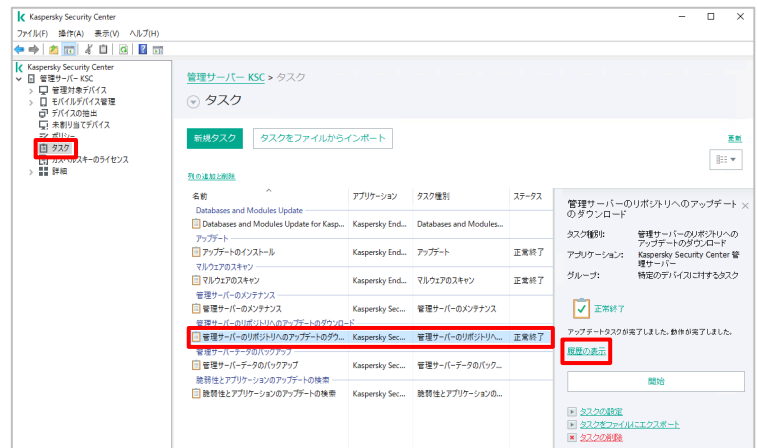 Kaspersky Security Center
ファイル(F) 操作(A) 表示(V) ヘルプ(H)
Kaspersky Security Center
管理サーバー KSC
管理対象デバイス
モバイルデバイス管理
デバイスの抽出
未割り当てデバイス
ポリシー
タスク
カスペルスキーのライセンス
詳細
管理サーバー KSC > タスク
タスク
新規タスク タスクをファイルからインポート
更新
列の追加と削除
名前 アプリケーション タスク種別 ステータス
Databases and Modules Update
Databases and Modules Update for Kasp... Kaspersky End... Databases and Modules...
アップデート
アップデートのインストール Kaspersky End... アップデート 正常終了
マルウェアのスキャン
マルウェアのスキャン Kaspersky End... マルウェアのスキャン 正常終了
管理サーバーのメンテナンス
管理サーバーのメンテナンス Kaspersky Sec... 管理サーバーのメンテナンス
管理サーバーのリポジトリへのアップデートのダウンロード
管理サーバーのリポジトリへのアップデートのダウ... Kaspersky Sec... 管理サーバーのリポジトリへ... 正常終了
管理サーバーデータのバックアップ
管理サーバーデータのバックアップ Kaspersky Sec... 管理サーバーデータのバック...
脆弱性とアプリケーションのアップデートの検索
脆弱性とアプリケーションのアップデートの検索 Kaspersky Sec... 脆弱性とアプリケーションの...
管理サーバーのリポジトリへのアップデート
のダウンロード
タスク種別: 管理サーバーのリポジトリへの
アップデートのダウンロード
アプリケーション: Kaspersky Security Center 管
理サーバー
グループ: 特定のデバイスに対するタスク
正常終了
アップデートタスクが完了しました。動作が完了しました。
履歴の表示
開始
タスクの設定
タスクをファイルにエクスポート
タスクの削除